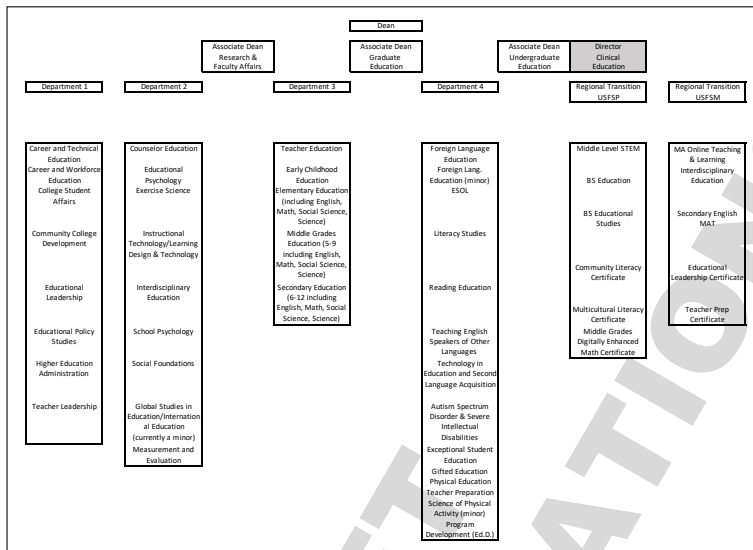 Dean
Associate Dean
Research &
Faculty Affairs
Associate Dean
Graduate
Education
Associate Dean
Undergraduate
Education
Director
Clinical
Education
Department 1
Department 2
Department 3
Department 4
Regional Transition
USFSP
Regional Transition
USFSM
Career and Technical
Education
Career and Workforce
Education
College Student
Affairs
Community College
Development
Educational
Leadership
Educational Policy
Studies
Higher Education
Administration
Teacher Leadership
Counselor Education
Educational
Psychology
Exercise Science
Instructional
Technology/Learning
Design & Technology
Interdisciplinary
Education
School Psychology
Social Foundations
Global Studies in
Education/Internation
al Education
(currently a minor)
Measurement and
Evaluation
Teacher Education
Early Childhood
Education
Elementary Education
(including English,
Math, Social Science,
Science)
Middle Grades
Education (5-9
including English,
Math, Social Science,
Science)
Secondary Education
(6-12 including
English, Math, Social
Science, Science)
Foreign Language
Education
Foreign Lang.
Education (minor)
ESOL
Literacy Studies
Reading Education
Teaching English
Speakers of Other
Languages
Technology in
Education and Second
Language Acquisition
Autism Spectrum
Disorder & Severe
Intellectual
Disabilities
Exceptional Student
Education
Gifted Education
Physical Education
Teacher Preparation
Science of Physical
Activity (minor)
Program
Development (Ed.D.)
Middle Level STEM
BS Education
BS Educational
Studies
Community Literacy
Certificate
Multicultural Literacy
Certificate
Middle Grades
Digitally Enhanced
Math Certificate
MA Online Teaching
& Learning
Interdisciplinary
Education
Secondary English
MAT
Educational
Leadership Certificate
Teacher Prep
Certificate